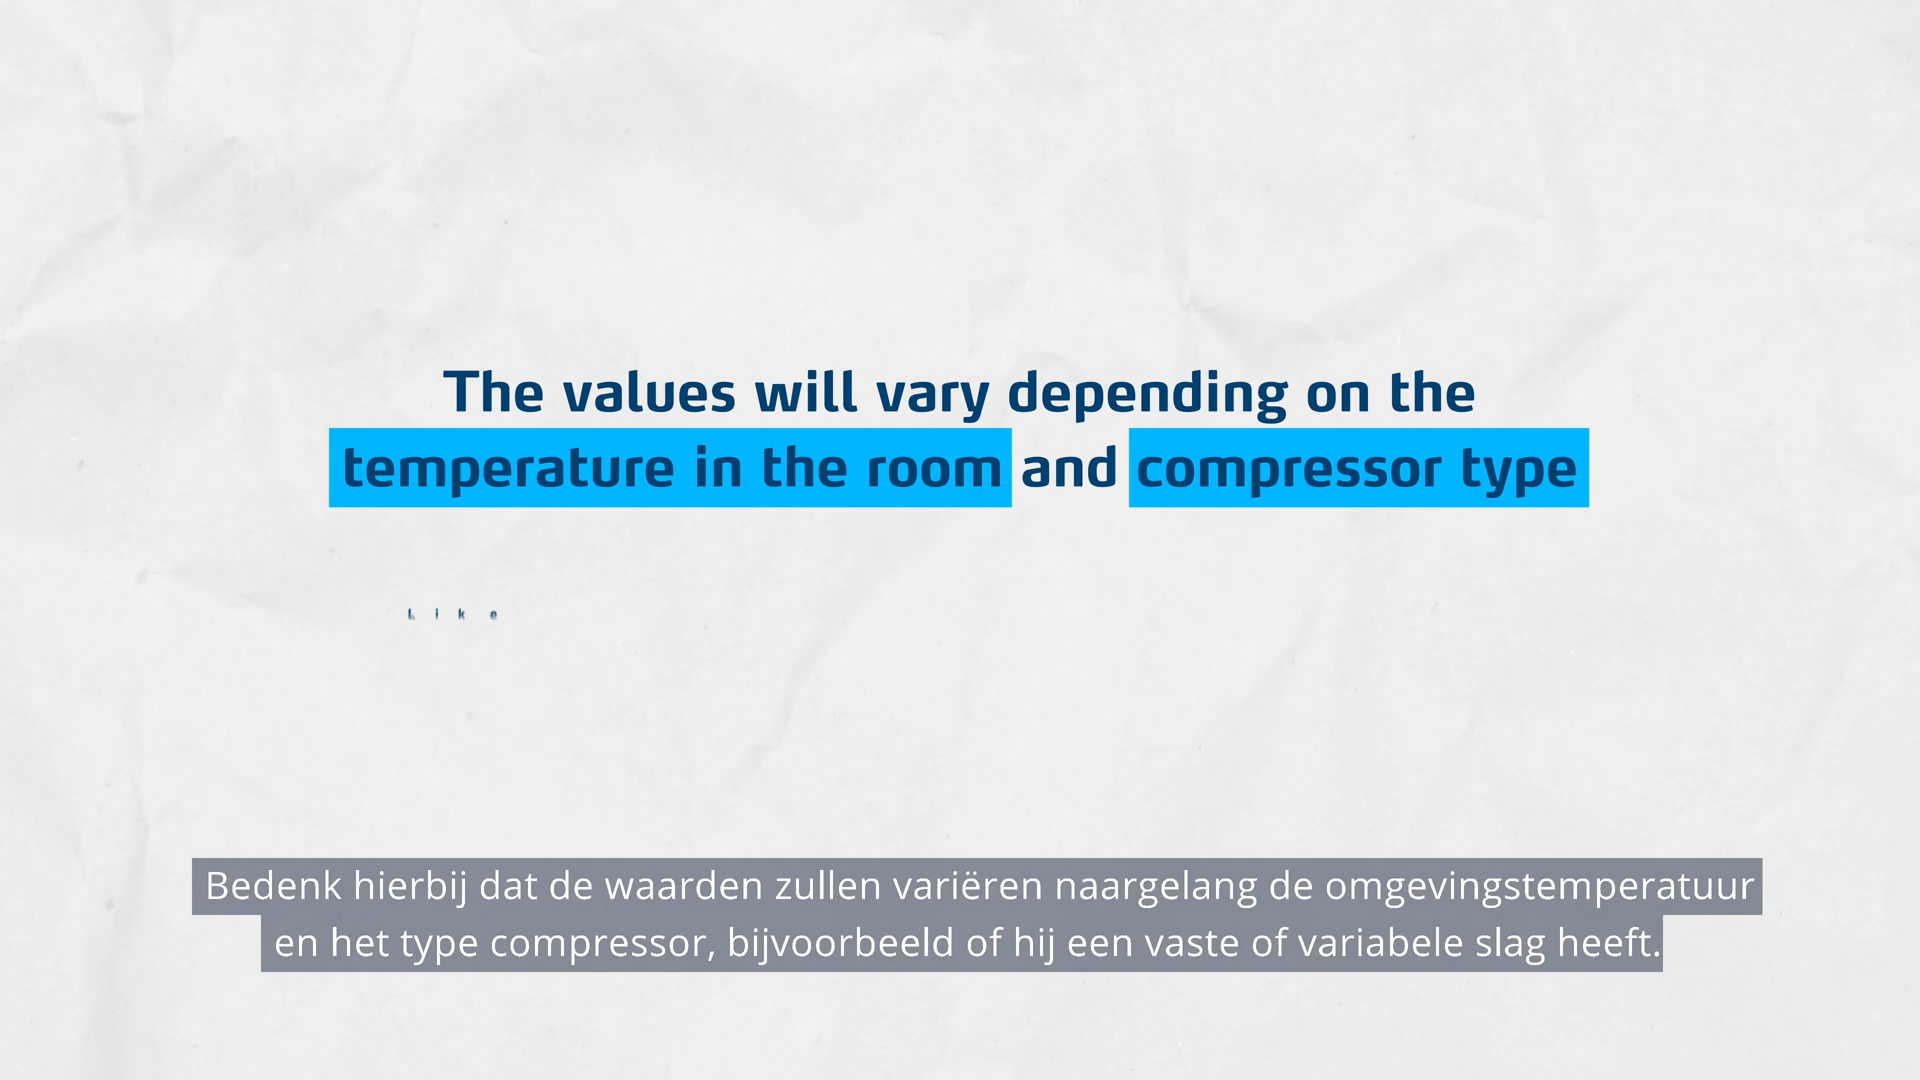 The values will vary depending on the
temperature in the room and compressor type
Like
Bedenk hierbij dat de waarden zullen variëren naargelang de omgevingstemperatuur
en het type compressor, bijvoorbeeld of hij een vaste of variabele slag heeft.